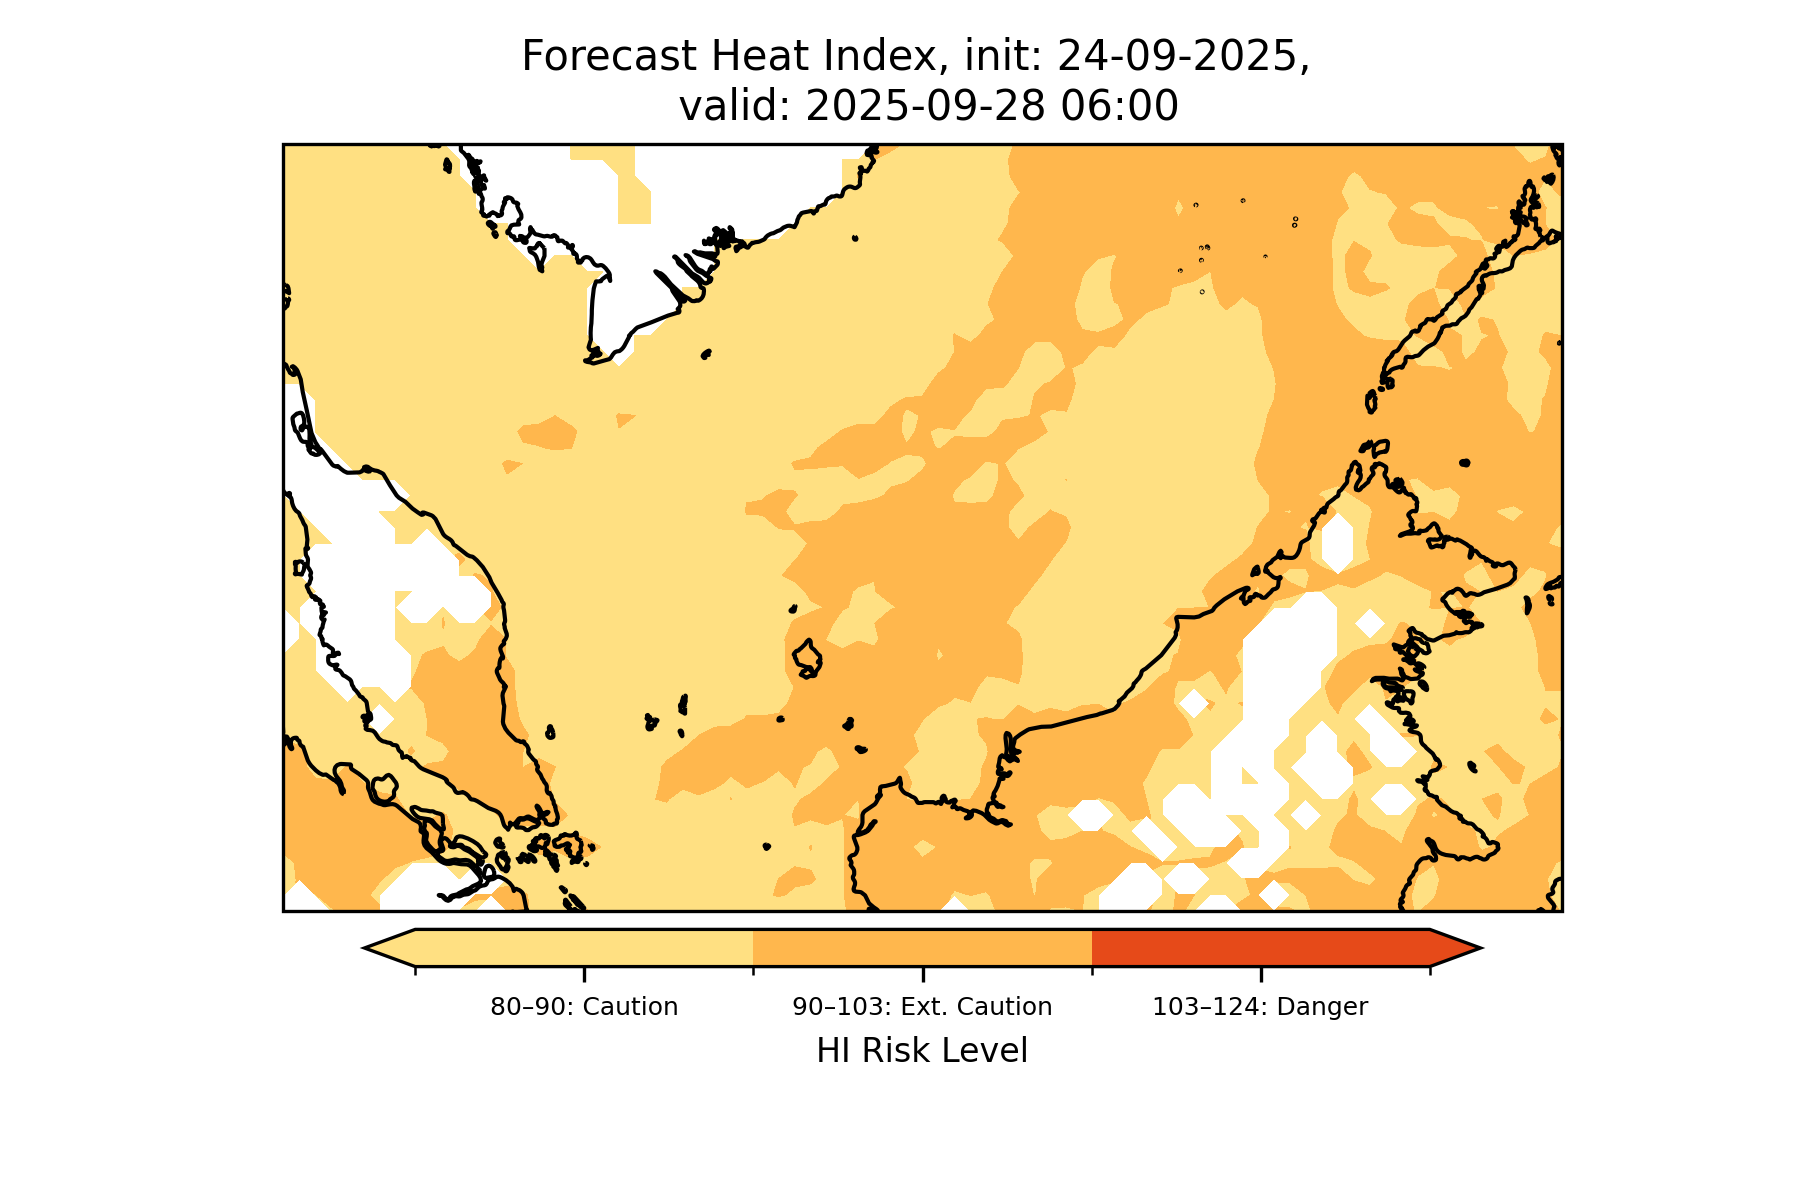 Forecast Heat Index, init: 24-09-2025,
valid: 2025-09-28 06:00
80–90: Caution
90–103: Ext. Caution
103–124: Danger
HI Risk Level